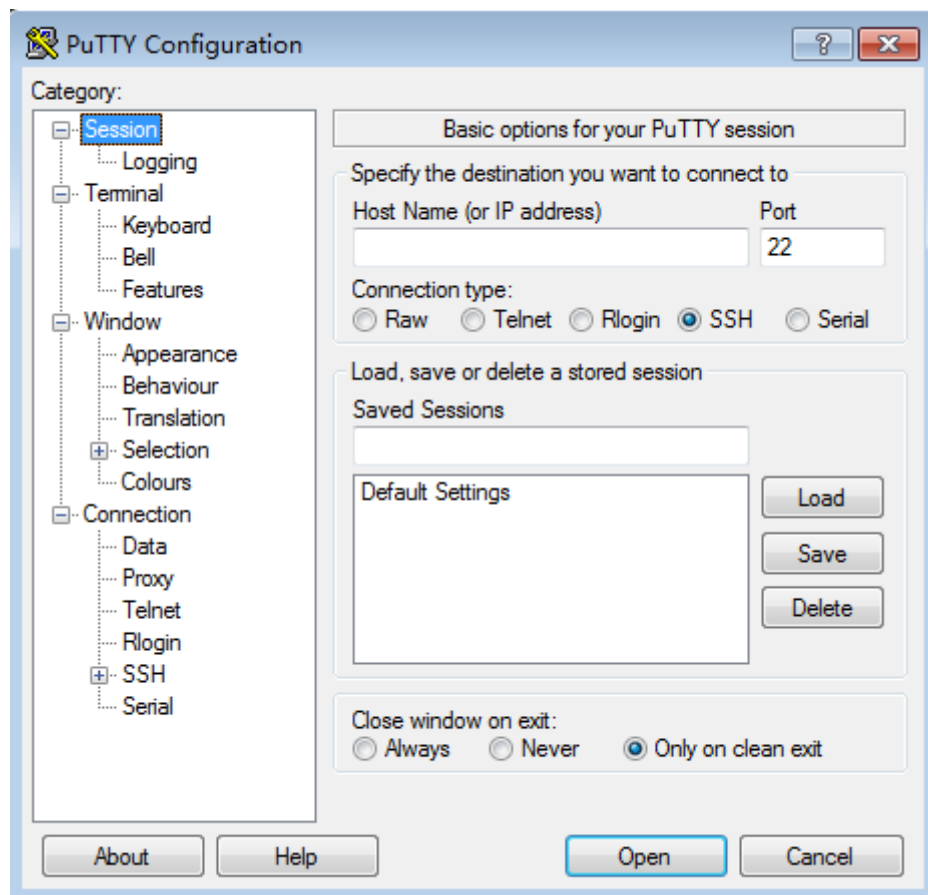 PuTTY Configuration
Category:
Session
Logging
Terminal
Keyboard
Bell
Features
Window
Appearance
Behaviour
Translation
Selection
Colours
Connection
Data
Proxy
Telnet
Rlogin
SSH
Serial
Basic options for your PuTTY session
Specify the destination you want to connect to
Host Name (or IP address) Port
22
Connection type:
Raw Telnet Rlogin SSH Serial
Load, save or delete a stored session
Saved Sessions
Default Settings
Load
Save
Delete
Close window on exit:
Always Never Only on clean exit
About Help Open Cancel